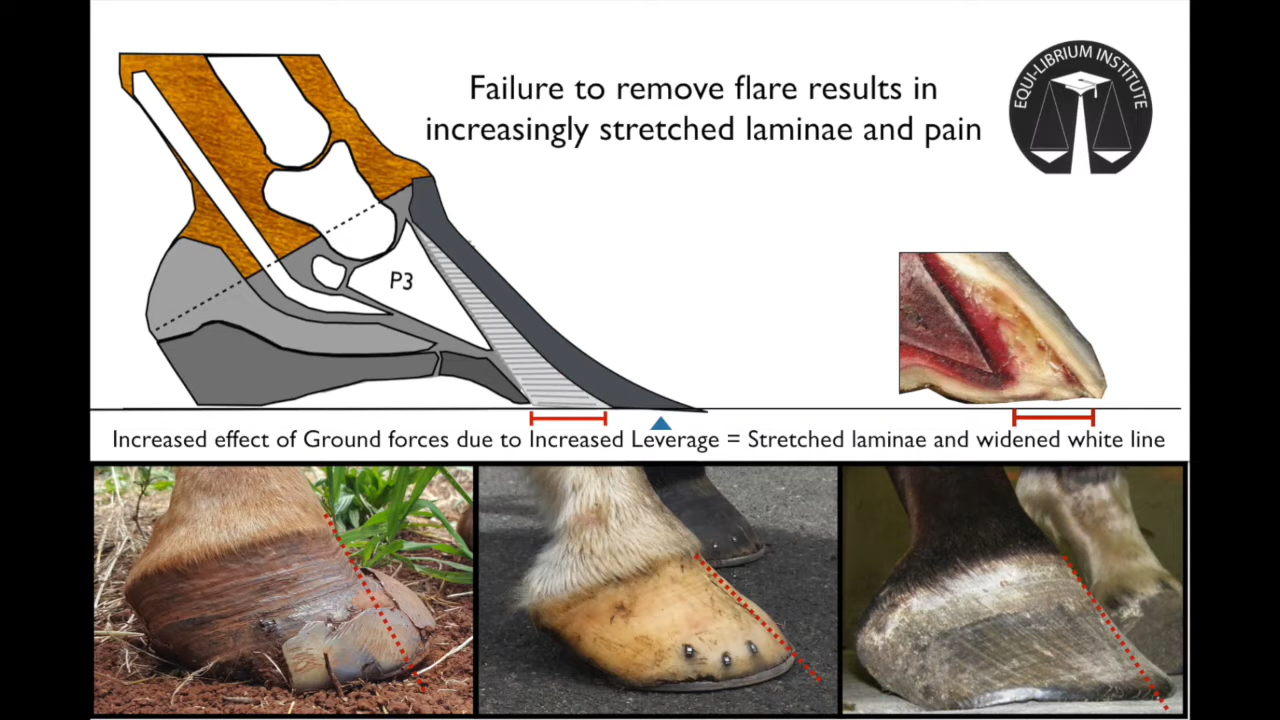 Failure to remove flare results in
increasingly stretched laminae and pain
EQUI-LIBRIUM INSTITUTE
P3
Increased effect of Ground forces due to Increased Leverage = Stretched laminae and widened white line